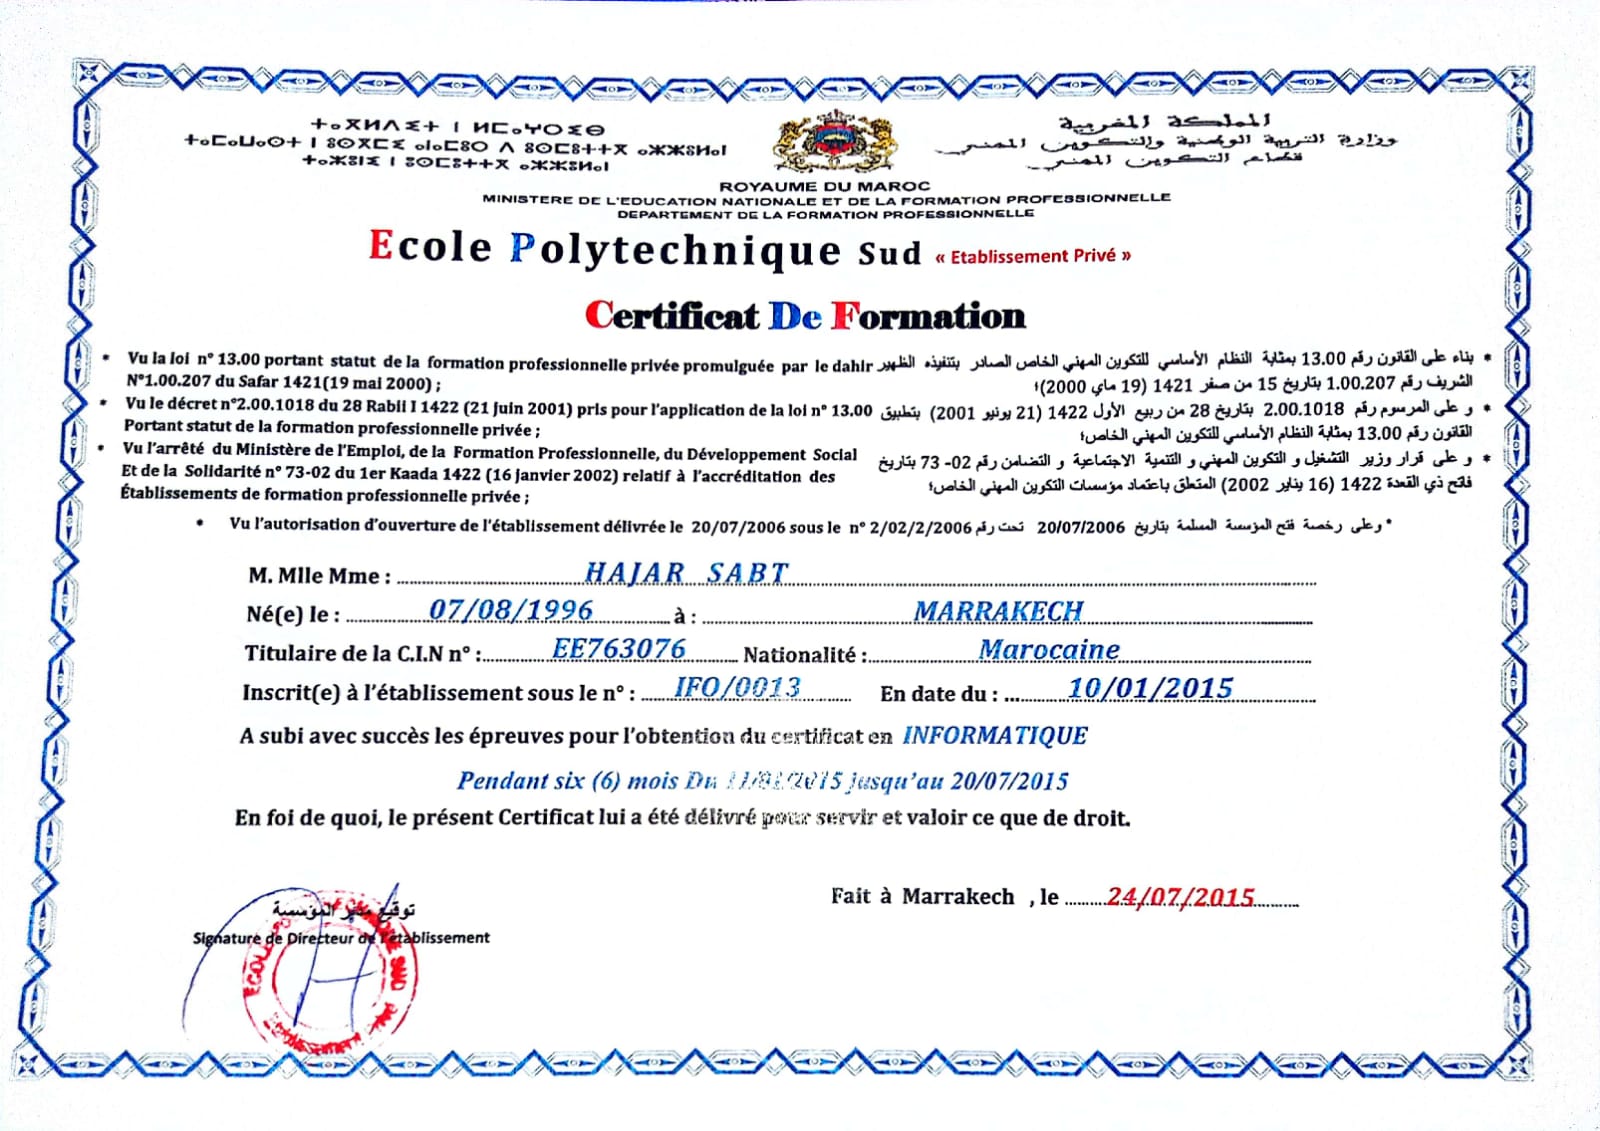 ⵜⴰⴳⵍⴷⵉⵜ ⵏ ⵍⵎⴰⵖⵔⵉⴱ
ⵜⴰⵎⴰⵡⴰⵙⵜ ⵏ ⵓⵙⴳⵎⵉ ⴰⵏⴰⵎⵓⵔ ⴷ ⵓⵙⵎⵓⵜⵜⴳ ⴰⵣⵣⵓⵍⴰⵏ
ⵜⴰⵣⵓⵏⵉ ⵏ ⵓⵙⵎⵓⵜⵜⴳ ⴰⵣⵣⵓⵍⴰⵏ
المملكة المغربية
وزارة التربية الوطنية والتكوين المهني
قطاع التكوين المهني
ROYAUME DU MAROC
MINISTERE DE L'EDUCATION NATIONALE ET DE LA FORMATION PROFESSIONNELLE
DEPARTEMENT DE LA FORMATION PROFESSIONNELLE
Ecole Polytechnique Sud « Etablissement Privé »
Certificat De Formation
• Vu la loi n° 13.00 portant statut de la formation professionnelle privée promulguée par le dahir
N°1.00.207 du Safar 1421(19 mai 2000) ;
• Vu le décret n°2.00.1018 du 28 Rabii I 1422 (21 Juin 2001) pris pour l'application de la loi n° 13.00
Portant statut de la formation professionnelle privée ;
• Vu l'arrêté du Ministère de l'Emploi, de la Formation Professionnelle, du Développement Social
Et de la Solidarité n° 73-02 du 1er Kaada 1422 (16 janvier 2002) relatif à l'accréditation des
Établissements de formation professionnelle privée ;
• بناء على القانون رقم 13.00 بمثابة النظام الأساسي للتكوين المهني الخاص الصادر بتنفيذه الظهير
الشريف رقم 1.00.207 بتاريخ 15 من صفر 1421 (19 ماي 2000)؛
• و على المرسوم رقم 2.00.1018 بتاريخ 28 من ربيع الأول 1422 (21 يونيو 2001) بتطبيق
القانون رقم 13.00 بمثابة النظام الأساسي للتكوين المهني الخاص؛
• و على قرار وزير التشغيل و التكوين المهني و التنمية الاجتماعية و التضامن رقم 02- 73 بتاريخ
فاتح ذي القعدة 1422 (16 يناير 2002) المتعلق باعتماد مؤسسات التكوين المهني الخاص؛
• Vu l'autorisation d'ouverture de l'établissement délivrée le 20/07/2006 sous le n° 2/02/2/2006 وعلى رخصة فتح المؤسسة المسلمة بتاريخ 20/07/2006 تحت رقم •
M. Mlle Mme : HAJAR SABT
Né(e) le : 07/08/1996 à : MARRAKECH
Titulaire de la C.I.N n° : EE763076 Nationalité : Marocaine
Inscrit(e) à l'établissement sous le n° : IFO/0013 En date du : ... 10/01/2015
A subi avec succès les épreuves pour l'obtention du certificat en INFORMATIQUE
Pendant six (6) mois Du jusqu'au 20/07/2015
En foi de quoi, le présent Certificat lui a été délivré pour servir et valoir ce que de droit.
Fait à Marrakech , le 24/07/2015
توقيع مدير المؤسسة
Signature de Directeur de l'établissement